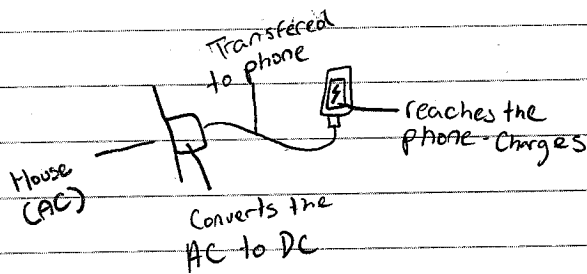 Transfered
to phone
reaches the
phone - Charges
House
(AC)
Converts the
AC to DC